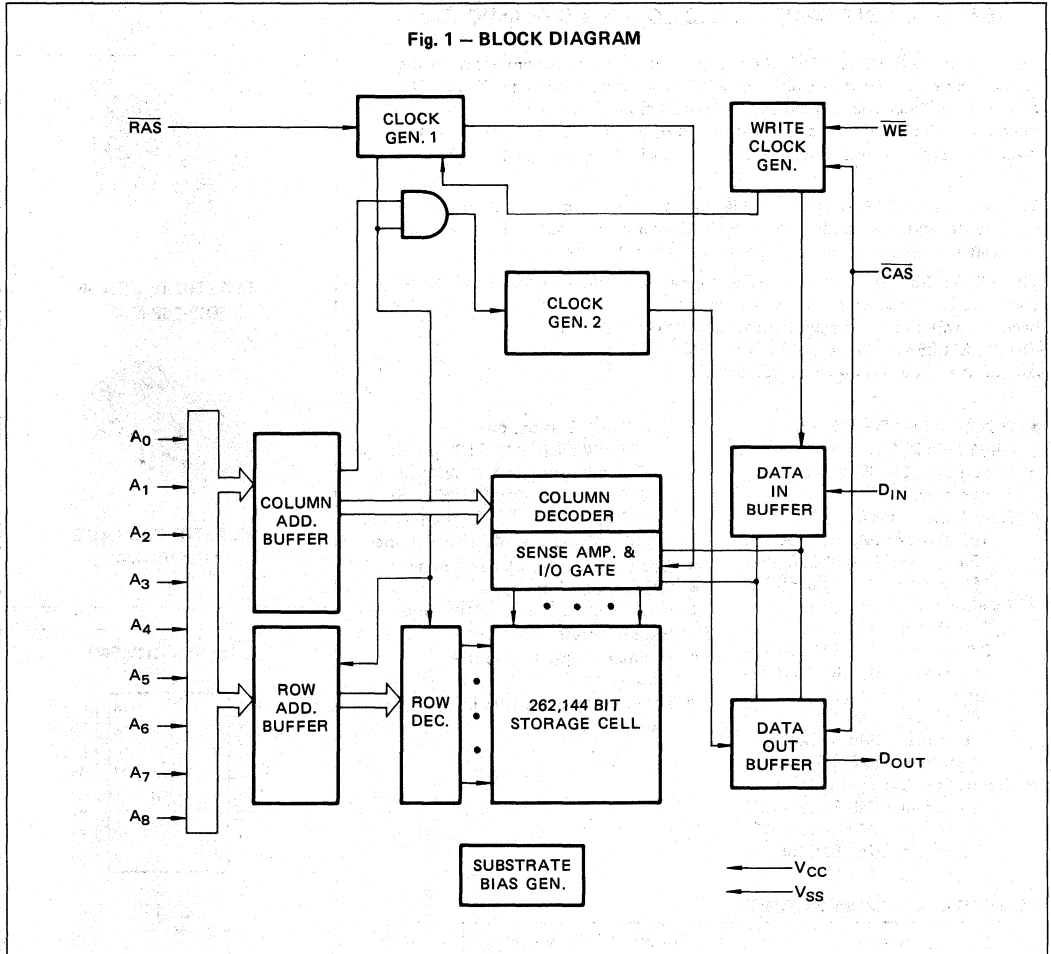 Fig. 1 — BLOCK DIAGRAM
RAS
CLOCK
GEN. 1
WRITE
CLOCK
GEN.
WE
CAS
CLOCK
GEN. 2
A0
A1
A2
A3
A4
A5
A6
A7
A8
COLUMN
ADD.
BUFFER
COLUMN
DECODER
SENSE AMP. &
I/O GATE
DATA
IN
BUFFER
DIN
ROW
ADD.
BUFFER
ROW
DEC.
262,144 BIT
STORAGE CELL
DATA
OUT
BUFFER
DOUT
SUBSTRATE
BIAS GEN.
VCC
VSS